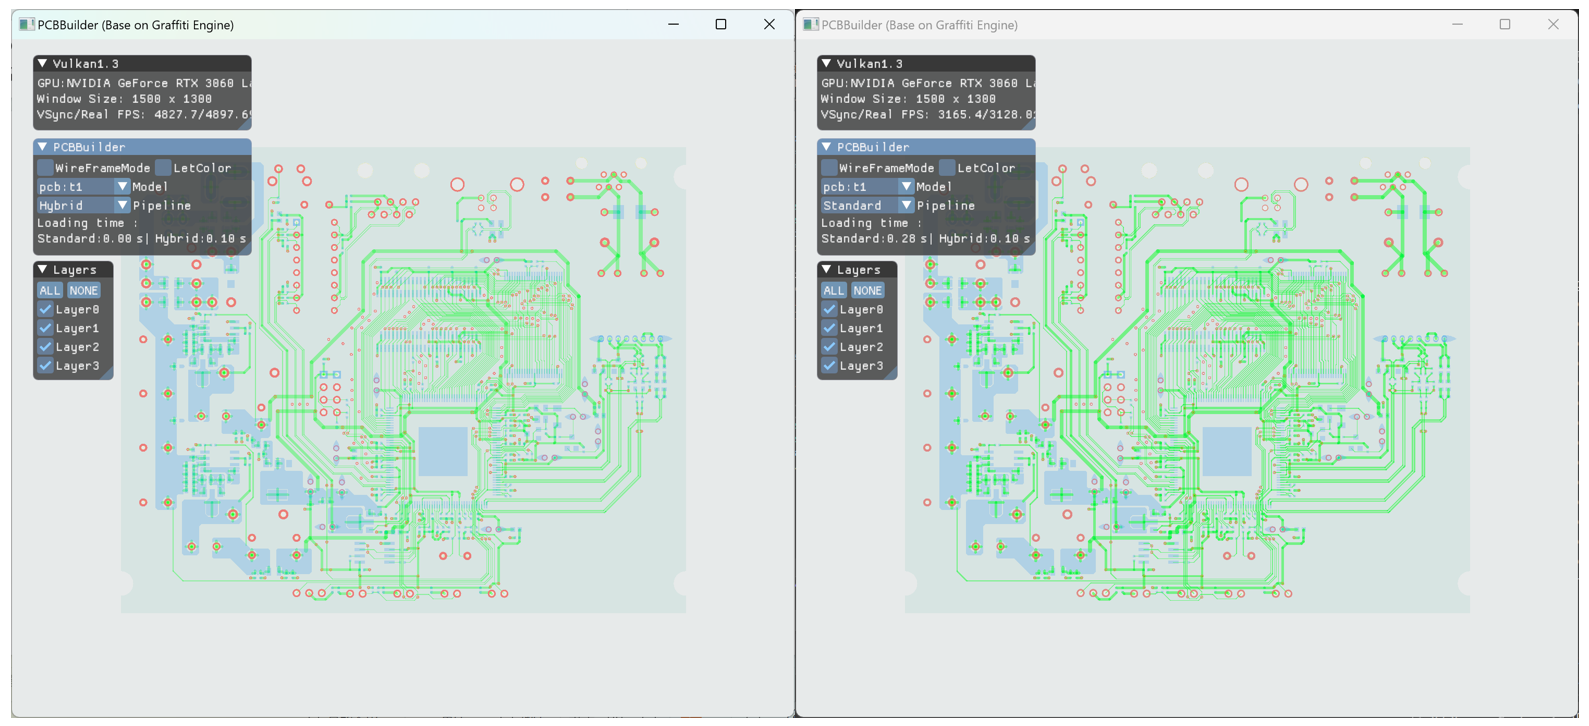 PCBBuilder (Base on Graffiti Engine)
Vulkan1.3
GPU:NVIDIA GeForce RTX 3060 La
Window Size: 1500 x 1300
VSync/Real FPS: 4827.7/4897.6
PCBBuilder
WireFrameMode LetColor
pcb:t1 Model
Hybrid Pipeline
Loading time :
Standard:0.00 s| Hybrid:0.10 s
Layers
ALL NONE
Layer0
Layer1
Layer2
Layer3
PCBBuilder (Base on Graffiti Engine)
Vulkan1.3
GPU:NVIDIA GeForce RTX 3060 La
Window Size: 1500 x 1300
VSync/Real FPS: 3165.4/3128.0
PCBBuilder
WireFrameMode LetColor
pcb:t1 Model
Standard Pipeline
Loading time :
Standard:0.28 s| Hybrid:0.10 s
Layers
ALL NONE
Layer0
Layer1
Layer2
Layer3